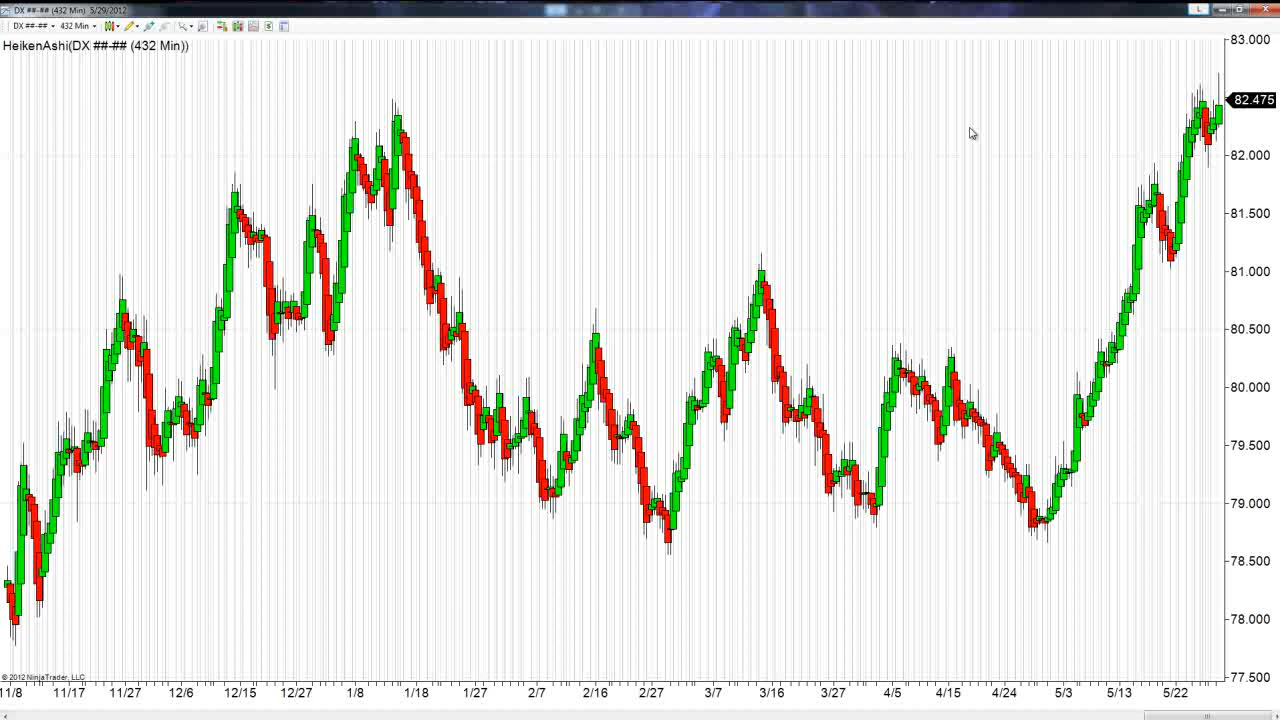 DX ##-## (432 Min) 5/29/2012
DX ##-## 432 Min
HeikenAshi(DX ##-## (432 Min))
83.000
82.475
82.000
81.500
81.000
80.500
80.000
79.500
79.000
78.500
78.000
77.500
© 2012 NinjaTrader, LLC
11/8 11/17 11/27 12/6 12/15 12/27 1/8 1/18 1/27 2/7 2/16 2/27 3/7 3/16 3/27 4/5 4/15 4/24 5/3 5/13 5/22